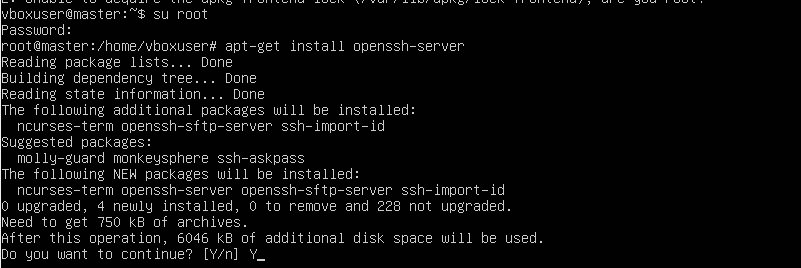 E: Unable to acquire the dpkg frontend lock (/var/lib/dpkg/lock-frontend), are you root?
vboxuser@master:~$ su root
Password:
root@master:/home/vboxuser# apt-get install openssh-server
Reading package lists... Done
Building dependency tree... Done
Reading state information... Done
The following additional packages will be installed:
  ncurses-term openssh-sftp-server ssh-import-id
Suggested packages:
  molly-guard monkeysphere ssh-askpass
The following NEW packages will be installed:
  ncurses-term openssh-server openssh-sftp-server ssh-import-id
0 upgraded, 4 newly installed, 0 to remove and 228 not upgraded.
Need to get 750 kB of archives.
After this operation, 6046 kB of additional disk space will be used.
Do you want to continue? [Y/n] Y_